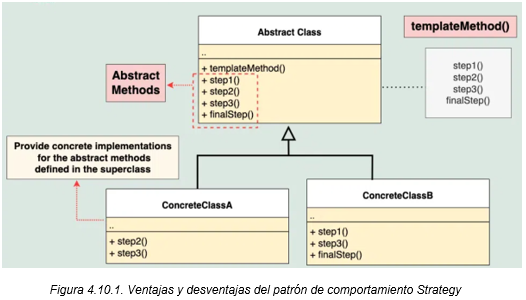 Abstract Class
templateMethod()
..
+ templateMethod()
+ step1()
+ step2()
+ step3()
+ finalStep()
Abstract
Methods
step1()
step2()
step3()
finalStep()
Provide concrete implementations
for the abstract methods
defined in the superclass
ConcreteClassA
..
+ step2()
+ step3()
ConcreteClassB
..
+ step1()
+ step3()
+ finalStep()
Figura 4.10.1. Ventajas y desventajas del patrón de comportamiento Strategy